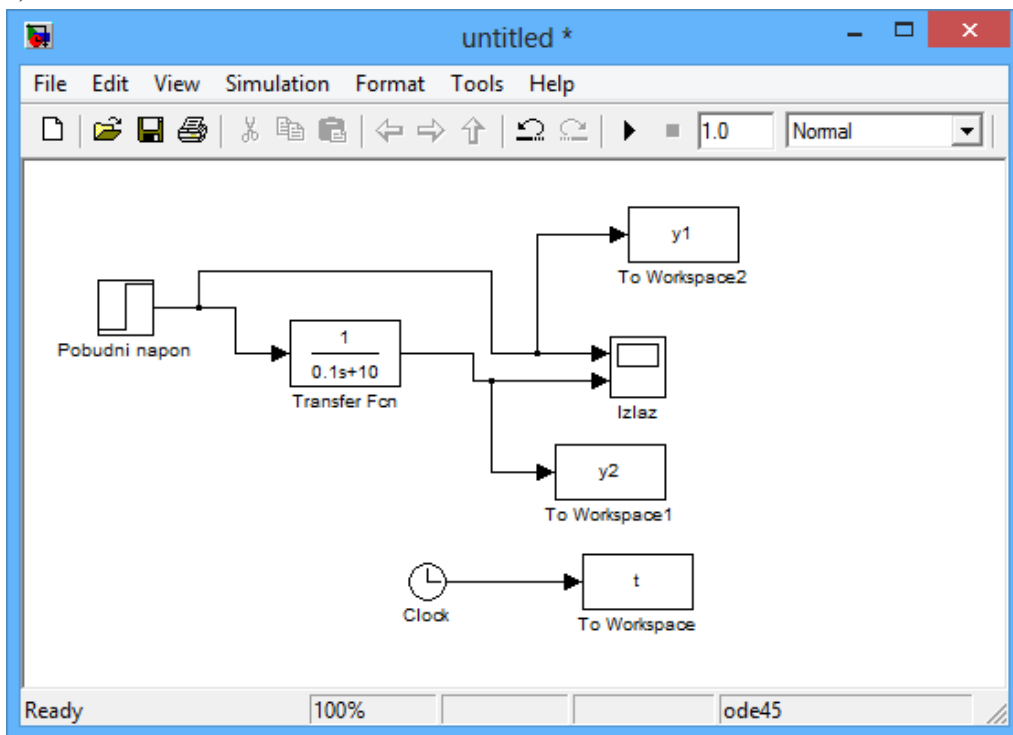 untitled *
File Edit View Simulation Format Tools Help
1.0 Normal
y1
To Workspace2
Pobudni napon
1
0.1s+10
Transfer Fcn
Izlaz
y2
To Workspace1
Clock
t
To Workspace
Ready 100% ode45